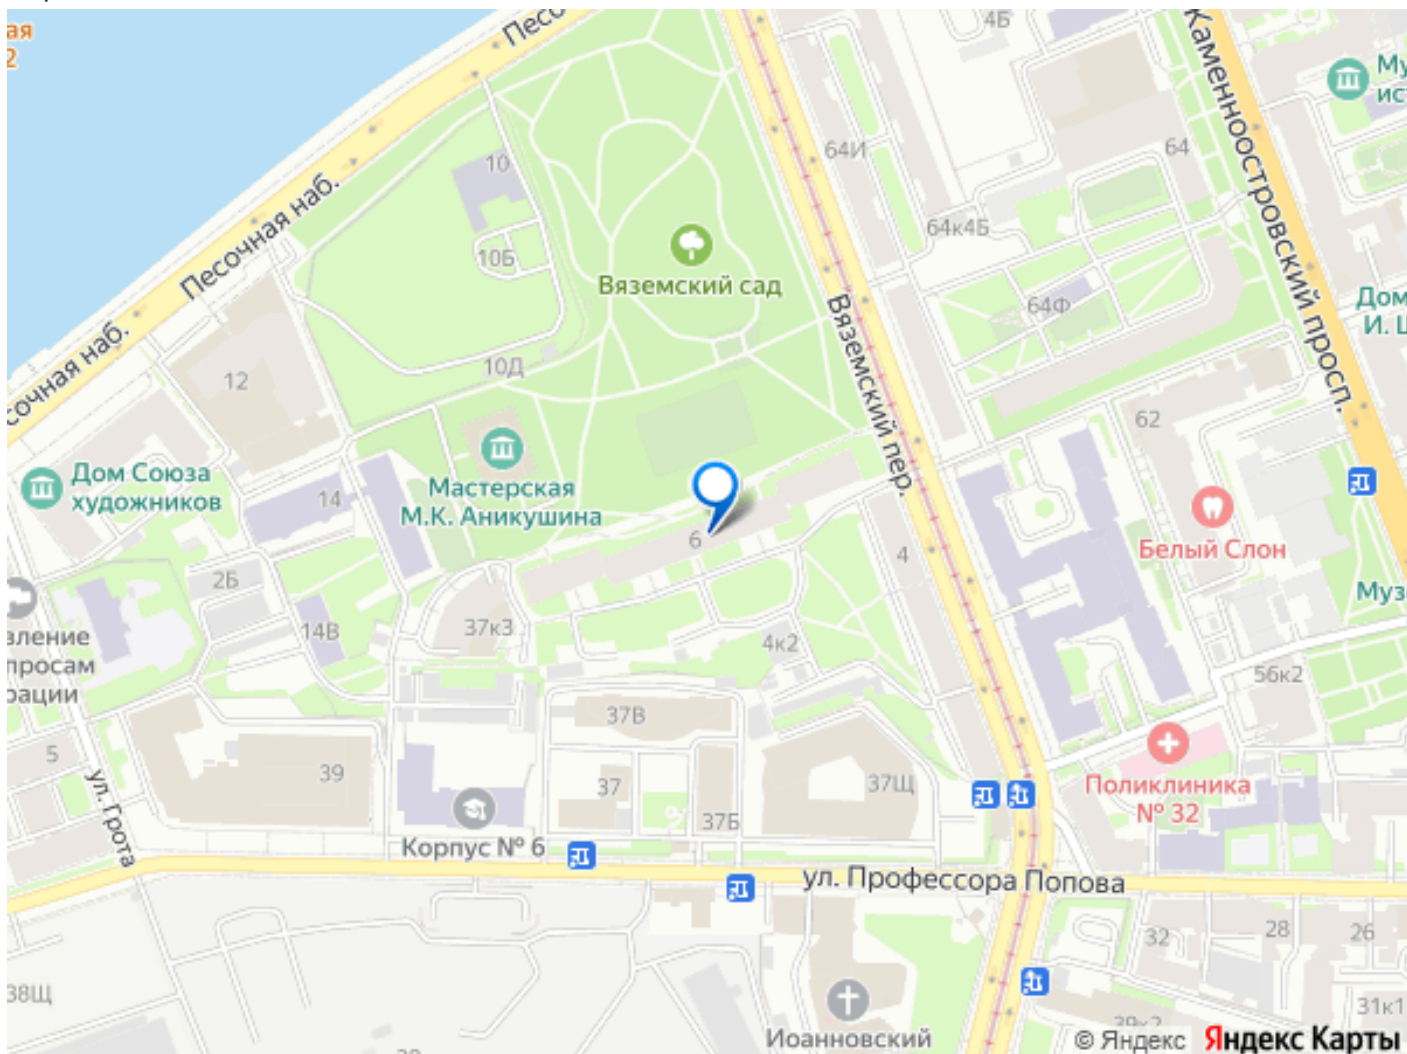 ая
2
Песо
4Б
Каменноостровский просп.
Му
ис
10
64И
64
Песочная наб.
10Б
64к4Б
Вяземский сад
64Ф
Дом
И. Ш
Вяземский пер.
сочная наб.
12
10Д
62
Дом Союза
художников
14
Мастерская
М.К. Аникушина
6
4
Белый Слон
2Б
Муз
14В
37к3
4к2
вление
просам
рации
56к2
37В
5
39
37
37Щ
37Б
Поликлиника
№ 32
ул. Грота
Корпус № 6
ул. Профессора Попова
32
28
26
38Щ
31к1
Иоанновский
© Яндекс Яндекс Карты